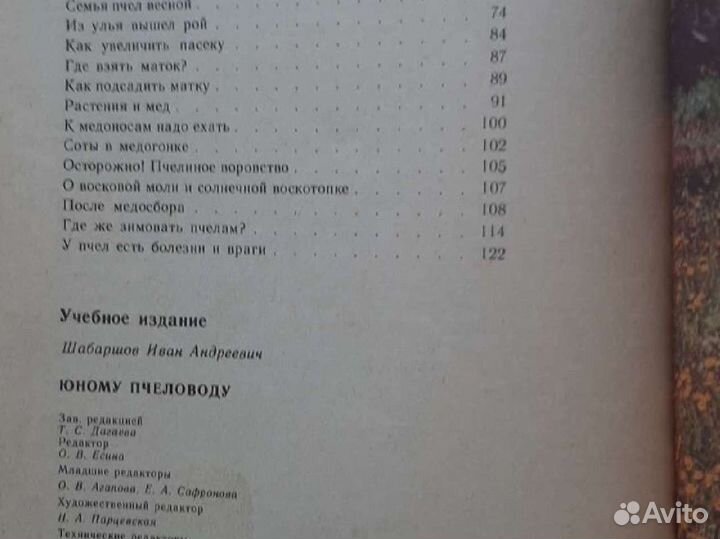 Семья пчел весной . . . . . . . . 74
Из улья вышел рой . . . . . . . . 84
Как увеличить пасеку . . . . . . . . 87
Где взять маток? . . . . . . . . 89
Как подсадить матку . . . . . . . . 91
Растения и мед . . . . . . . . 100
К медоносам надо ехать . . . . . . . . 102
Соты в медогонке . . . . . . . . 105
Осторожно! Пчелиное воровство . . . . . . . . 107
О восковой моли и солнечной воскотопке . . . . . . 108
После медосбора . . . . . . . . 114
Где же зимовать пчелам? . . . . . . . . 122
У пчел есть болезни и враги . . . . . . . .
Учебное издание
Шабаршов Иван Андреевич
ЮНОМУ ПЧЕЛОВОДУ
Зав. редакцией
Т. С. Дагаева
Редактор
О. В. Есина
Младшие редакторы
О. В. Агапова, Е. А. Сафронова
Художественный редактор
Н. А. Парцевская
Технические редакторы
Avito